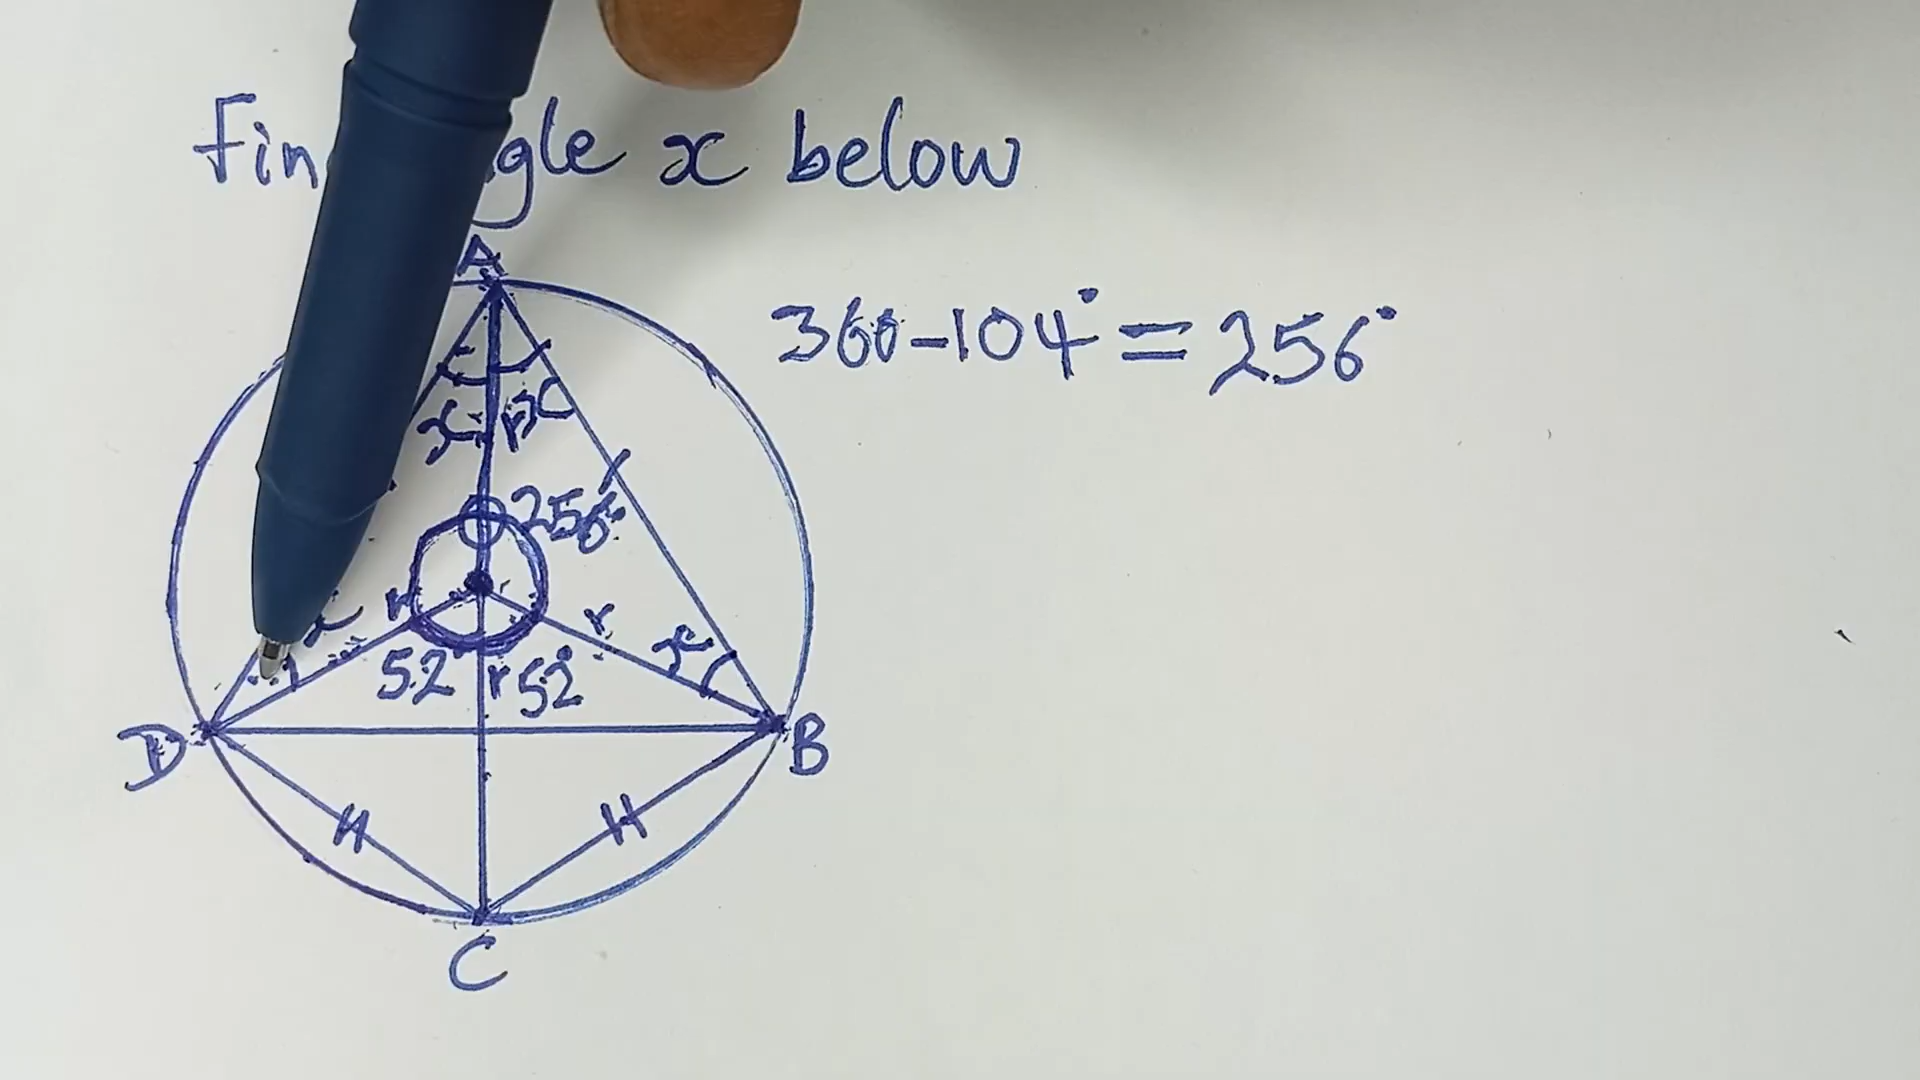 Fin gle x below
A
360-104° = 256°
x r x
256°
x r r x
52 r 52°
D B
C